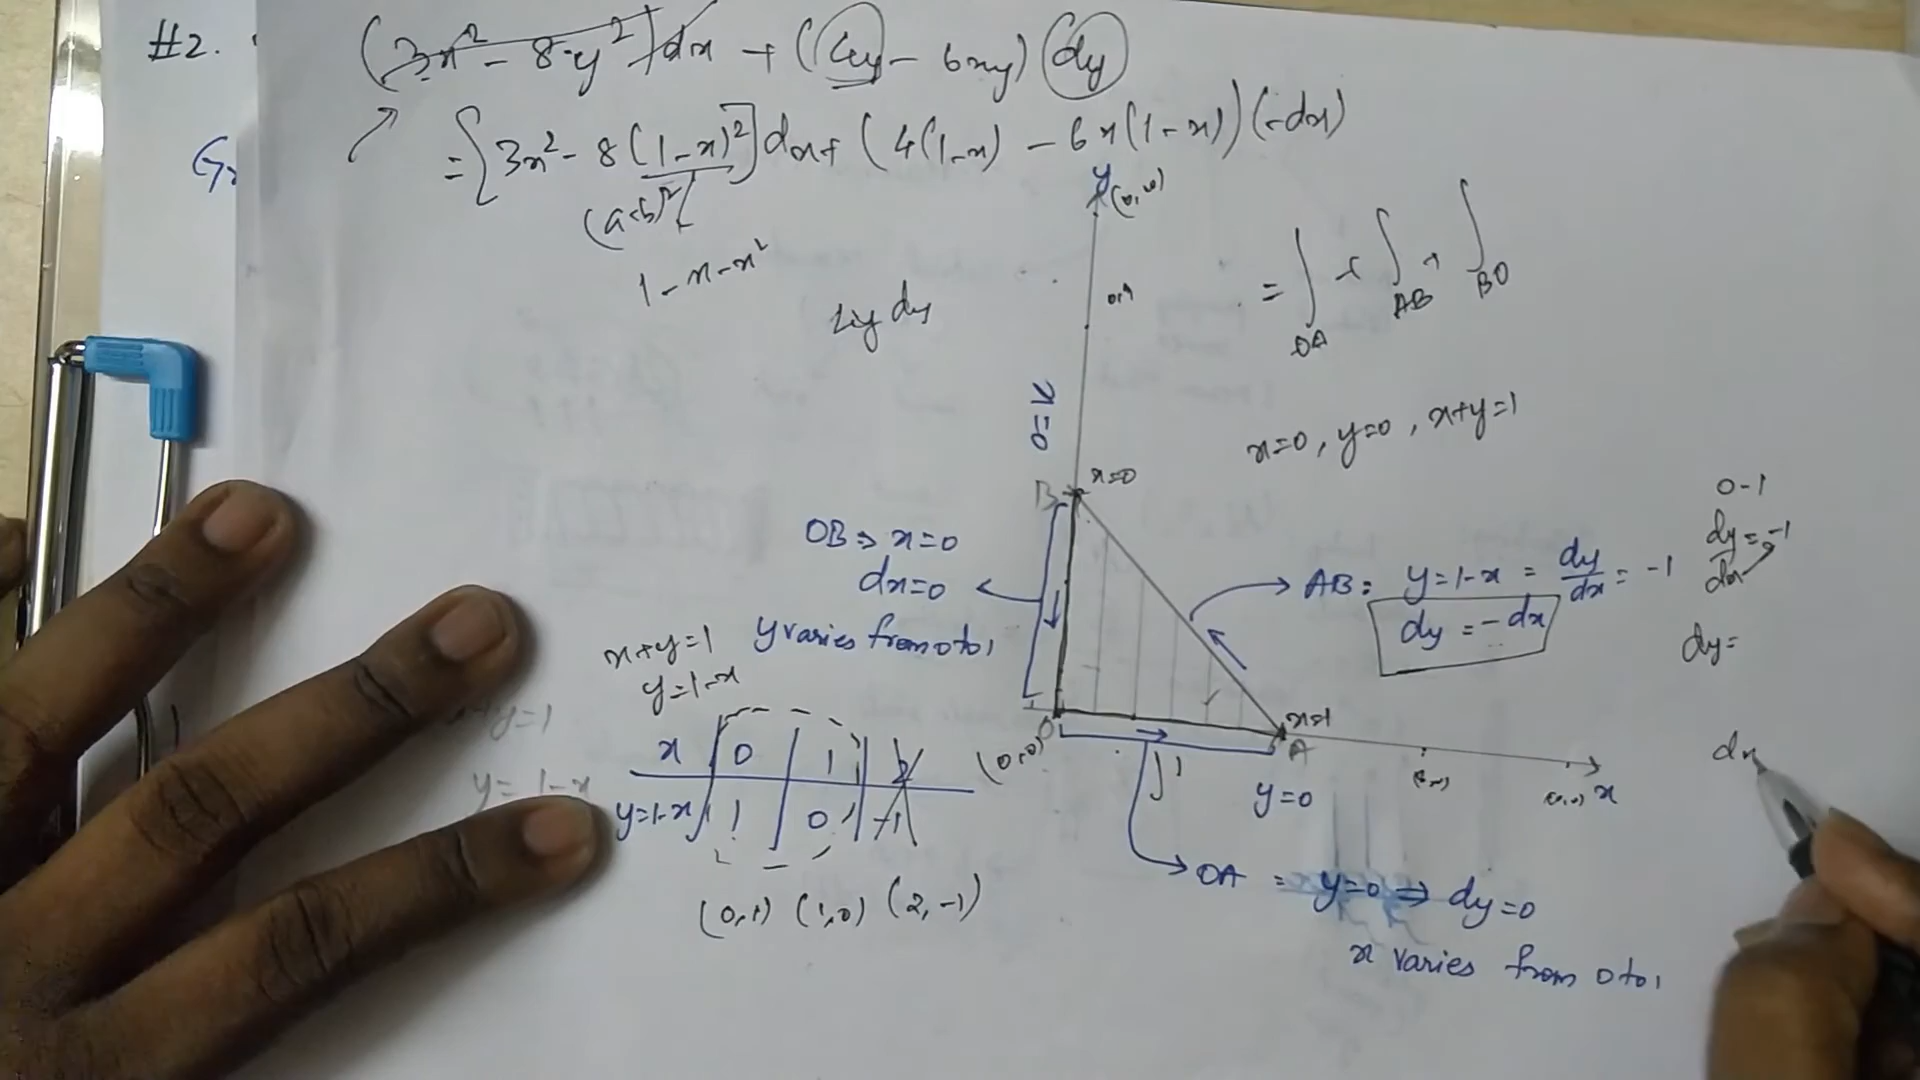 #2.
(3x² - 8y²)dx + (4y - 6xy)(dy)
= [3x² - 8(1-x)²]dx + (4(1-x) - 6x(1-x))(-dx)
(a-b)²
1-x-x²
4y dy
y
= ∫OA + ∫AB + ∫BO
x=0
x=0, y=0, x+y=1
B x=0
0-1
OB ⇒ x=0
dx=0
y varies from 0 to 1
AB: y=1-x = dy/dx = -1
dy = -dx
dy/dx = -1
dy=
x+y=1
y=1-x
x+y=1
y=1-x
x 0 1 2
y=1-x 1 0 -1
(0,1) (1,0) (2,-1)
O (0,0)
x=1
A
y=0
x
dx
OA = y=0 ⇒ dy=0
x varies from 0 to 1